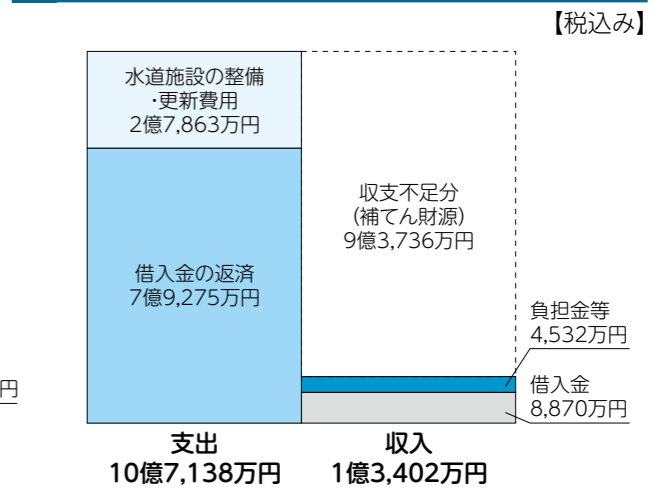 【税込み】
水道施設の整備
・更新費用
2億7,863万円
借入金の返済
7億9,275万円
収支不足分
(補てん財源)
9億3,736万円
負担金等
4,532万円
借入金
8,870万円
円
支出
10億7,138万円
収入
1億3,402万円